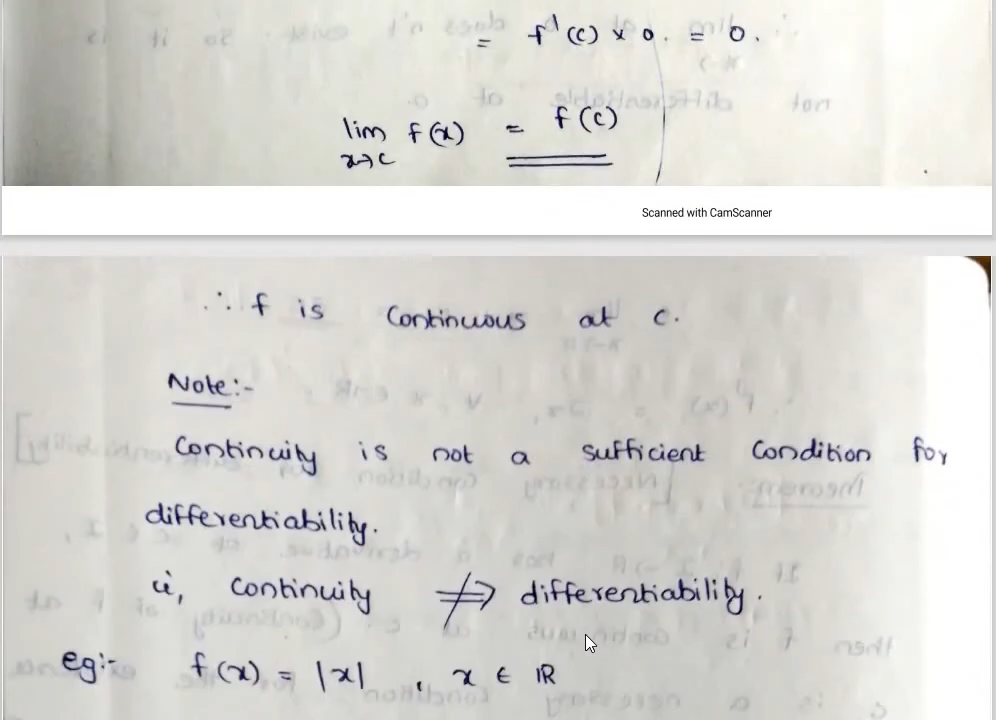 = f'(c) x 0. = 0.
lim f(x) = f(c)
x→c
Scanned with CamScanner
∴ f is Continuous at c.
Note:-
Continuity is not a sufficient Condition for
differentiability.
ie, Continuity ⇏ differentiability.
eg:- f(x) = |x| , x ∈ ℝ